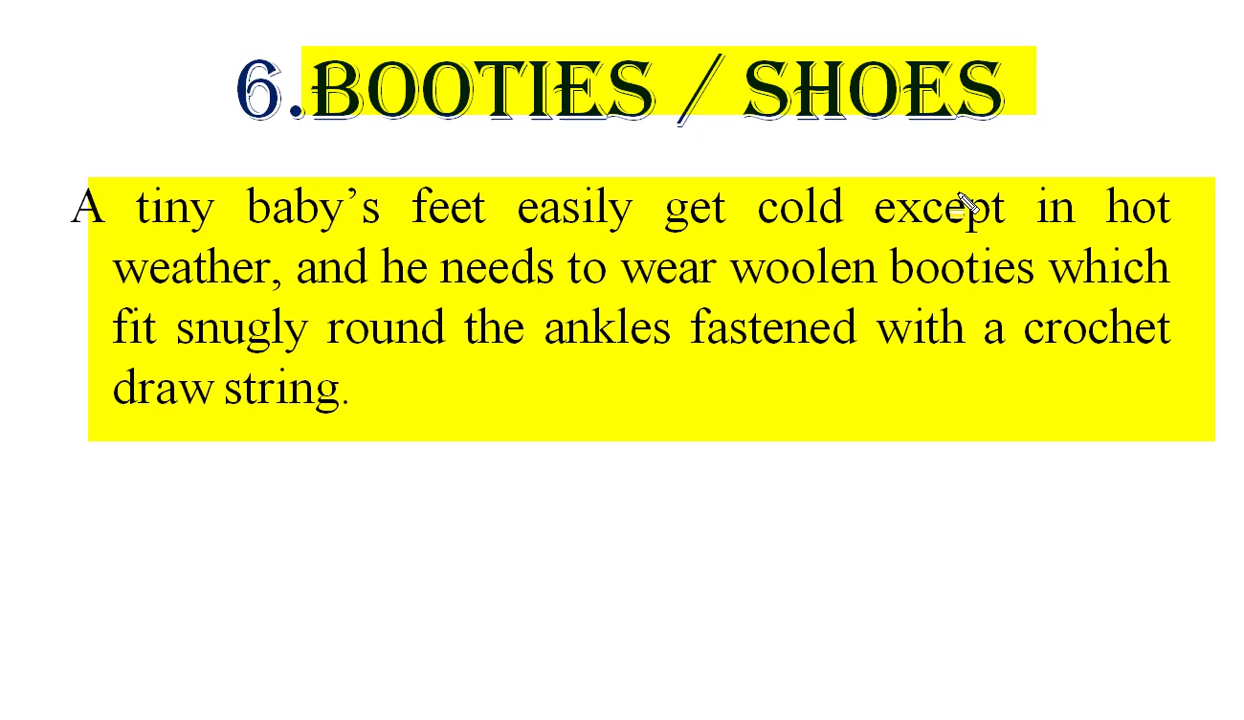 6.BOOTIES / SHOES
A tiny baby’s feet easily get cold except in hot
weather, and he needs to wear woolen booties which
fit snugly round the ankles fastened with a crochet
draw string.